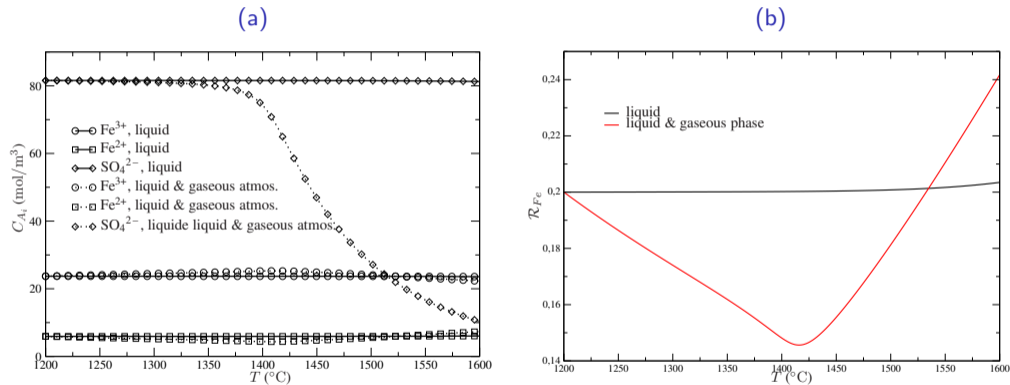 (a)
80
60
40
20
0
1200 1250 1300 1350 1400 1450 1500 1550 1600
T (°C)
C_{A_i} (mol/m³)
Fe³⁺, liquid
Fe²⁺, liquid
SO₄²⁻, liquid
Fe³⁺, liquid & gaseous atmos.
Fe²⁺, liquid & gaseous atmos.
SO₄²⁻, liquide liquid & gaseous atmos.
(b)
0,24
0,22
0,2
0,18
0,16
0,14
1200 1250 1300 1350 1400 1450 1500 1550 1600
T (°C)
ℛ_{Fe}
liquid
liquid & gaseous phase